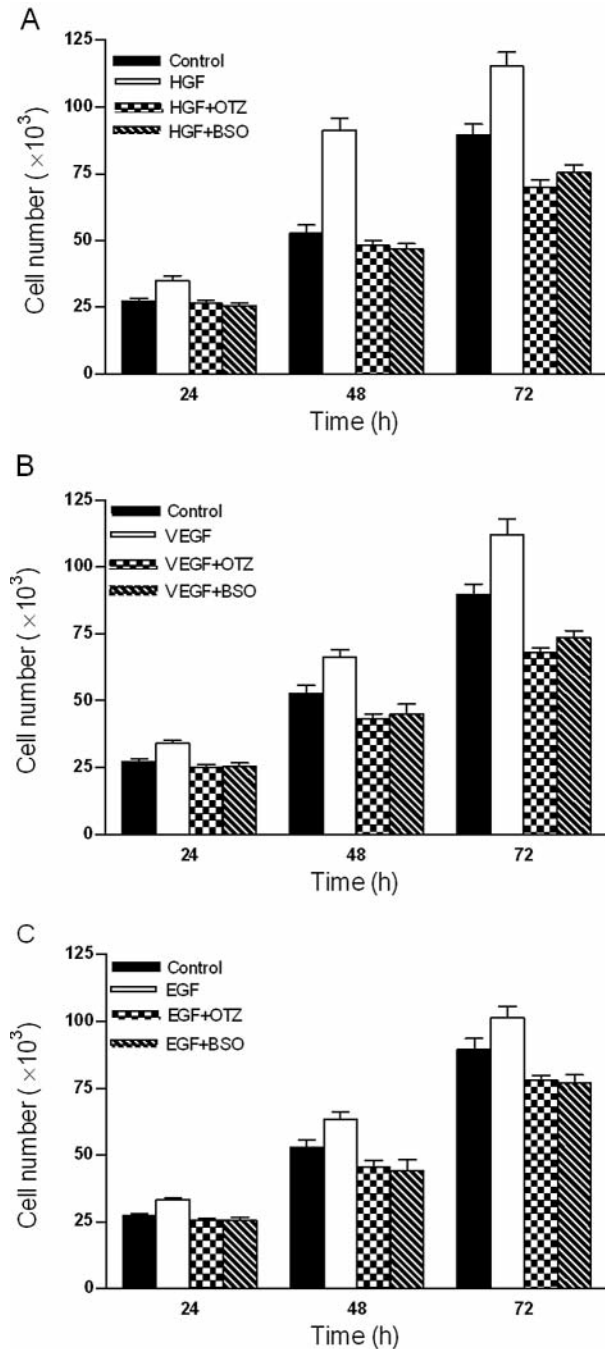 A
125
Control
HGF
100
HGF+OTZ
HGF+BSO
75
50
25
0
Cell number (×10³)
24 48 72
Time (h)
B
125
Control
VEGF
100
VEGF+OTZ
VEGF+BSO
75
50
25
0
Cell number (×10³)
24 48 72
Time (h)
C
125
Control
EGF
100
EGF+OTZ
EGF+BSO
75
50
25
0
Cell number (×10³)
24 48 72
Time (h)